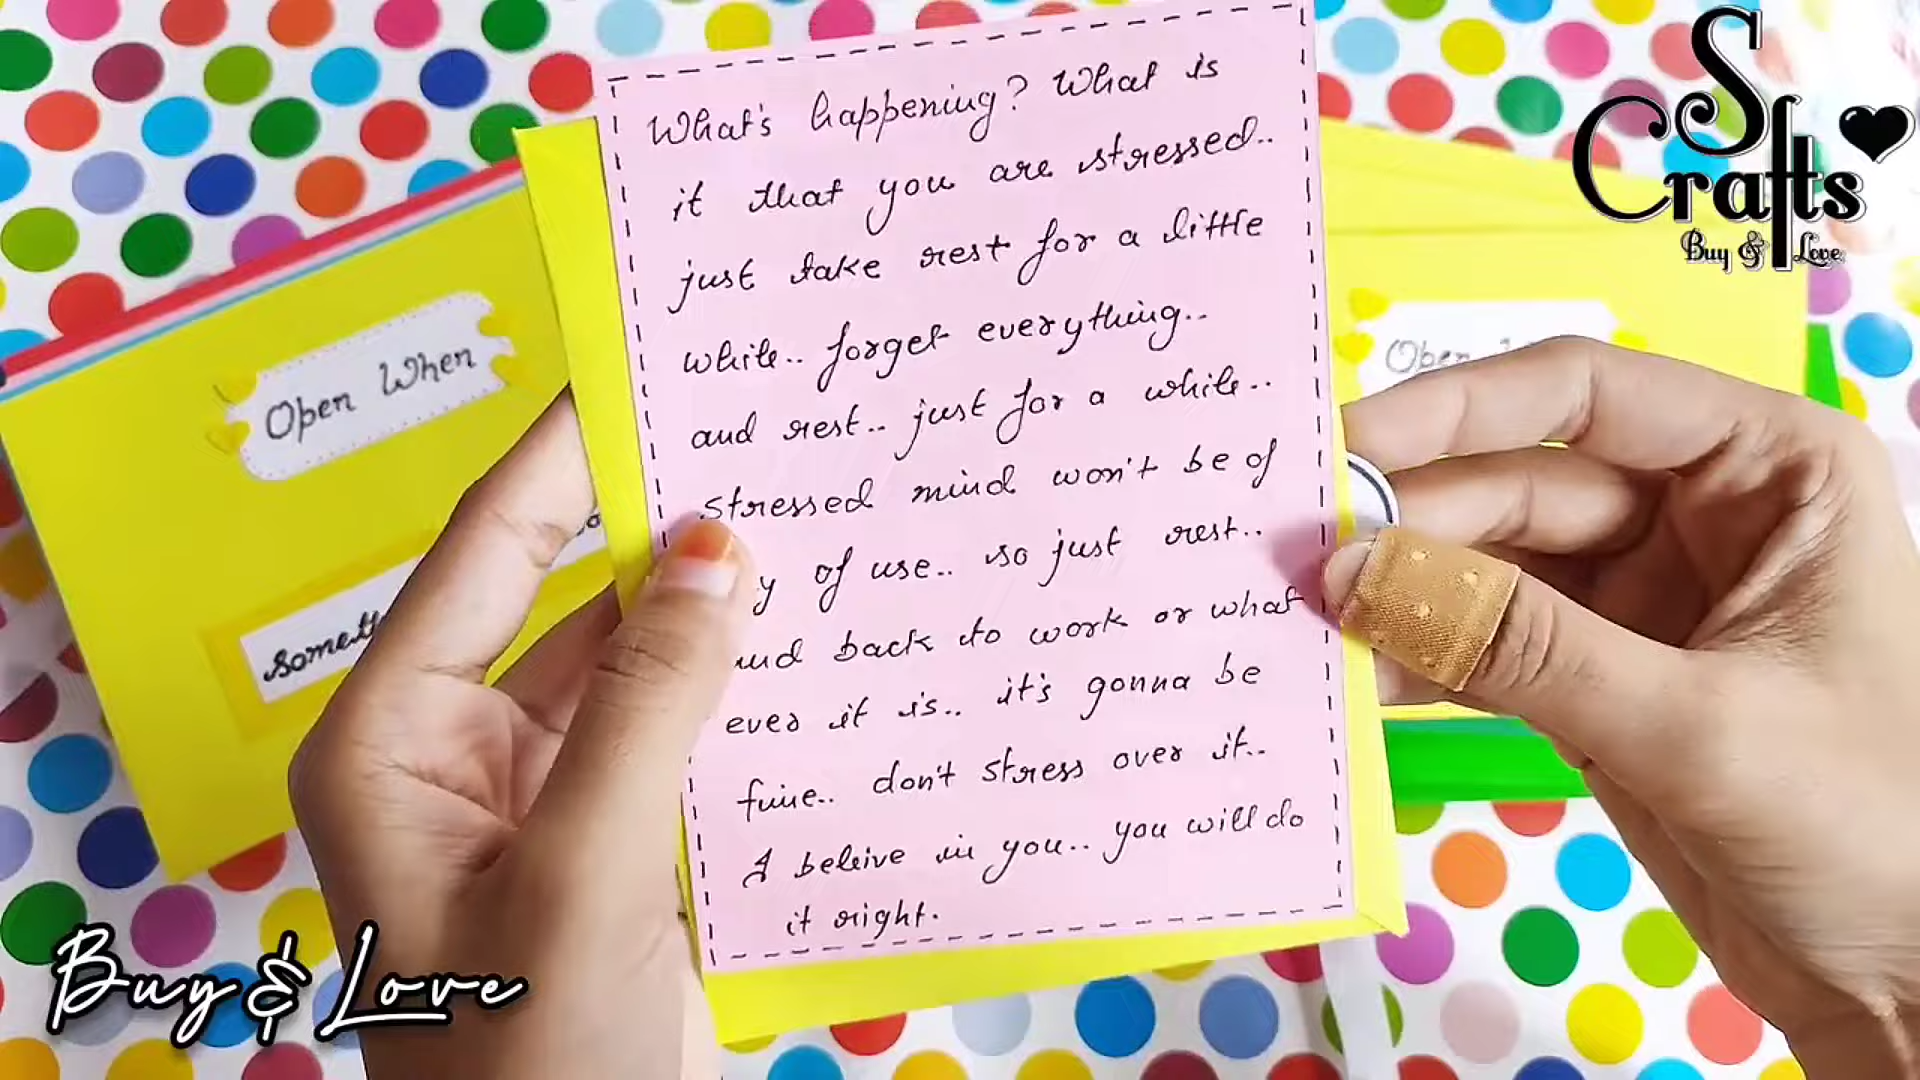 What's happening? What is
it that you are stressed..
just take rest for a little
while.. forget everything..
and rest.. just for a while..
stressed mind won't be of
y of use.. so just rest..
and back to work or what
ever it is.. it's gonna be
fine.. don't stress over it..
I beleive in you.. you will do
it right.
Open When
Open
S Crafts
Buy & Love
Buy & Love